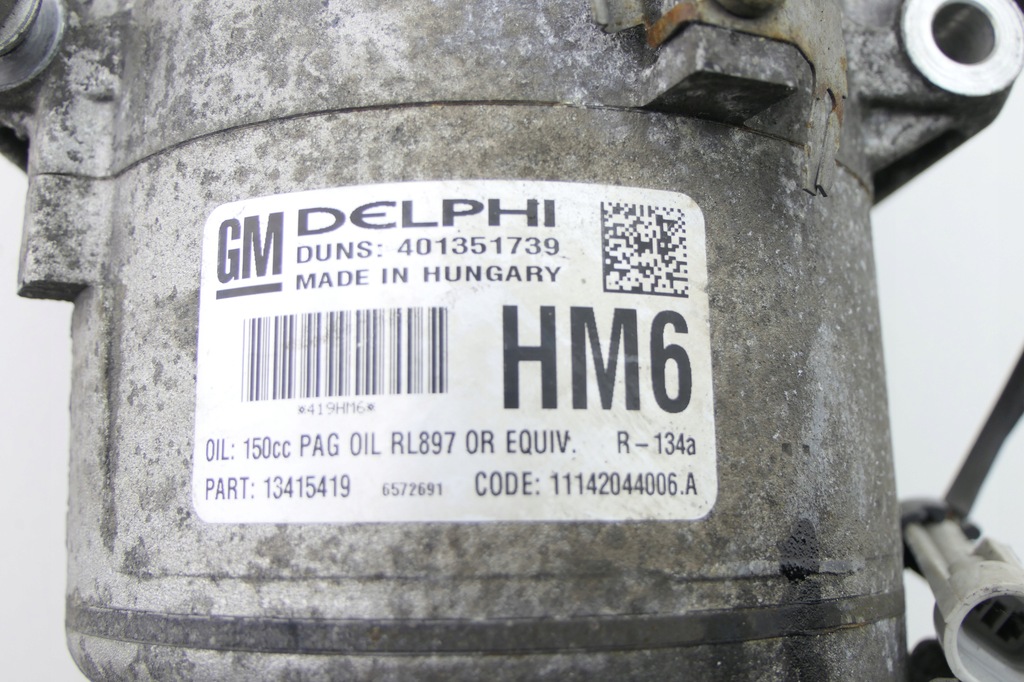 GM DELPHI
DUNS: 401351739
MADE IN HUNGARY
HM6
*419HM6*
OIL: 150cc PAG OIL RL897 OR EQUIV. R-134a
PART: 13415419 6572691 CODE: 11142044006.A